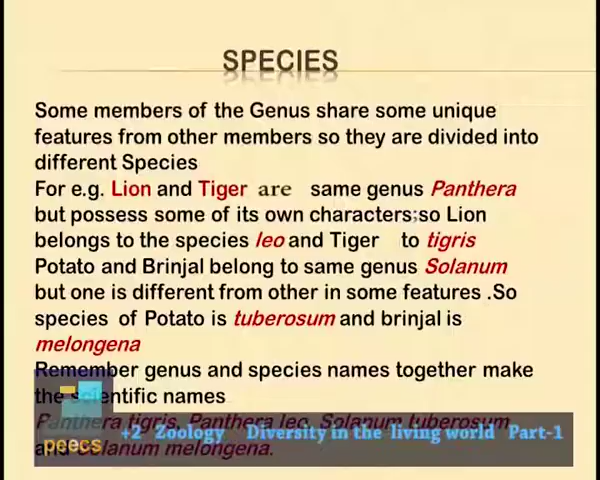 SPECIES
Some members of the Genus share some unique
features from other members so they are divided into
different Species
For e.g. Lion and Tiger are same genus Panthera
but possess some of its own characters;so Lion
belongs to the species leo and Tiger to tigris
Potato and Brinjal belong to same genus Solanum
but one is different from other in some features .So
species of Potato is tuberosum and brinjal is
melongena
Remember genus and species names together make
the scientific names
Panthera tigris, Panthera leo, Solanum tuberosum
and Solanum melongena.
peecs
+2 Zoology Diversity in the living world Part-1